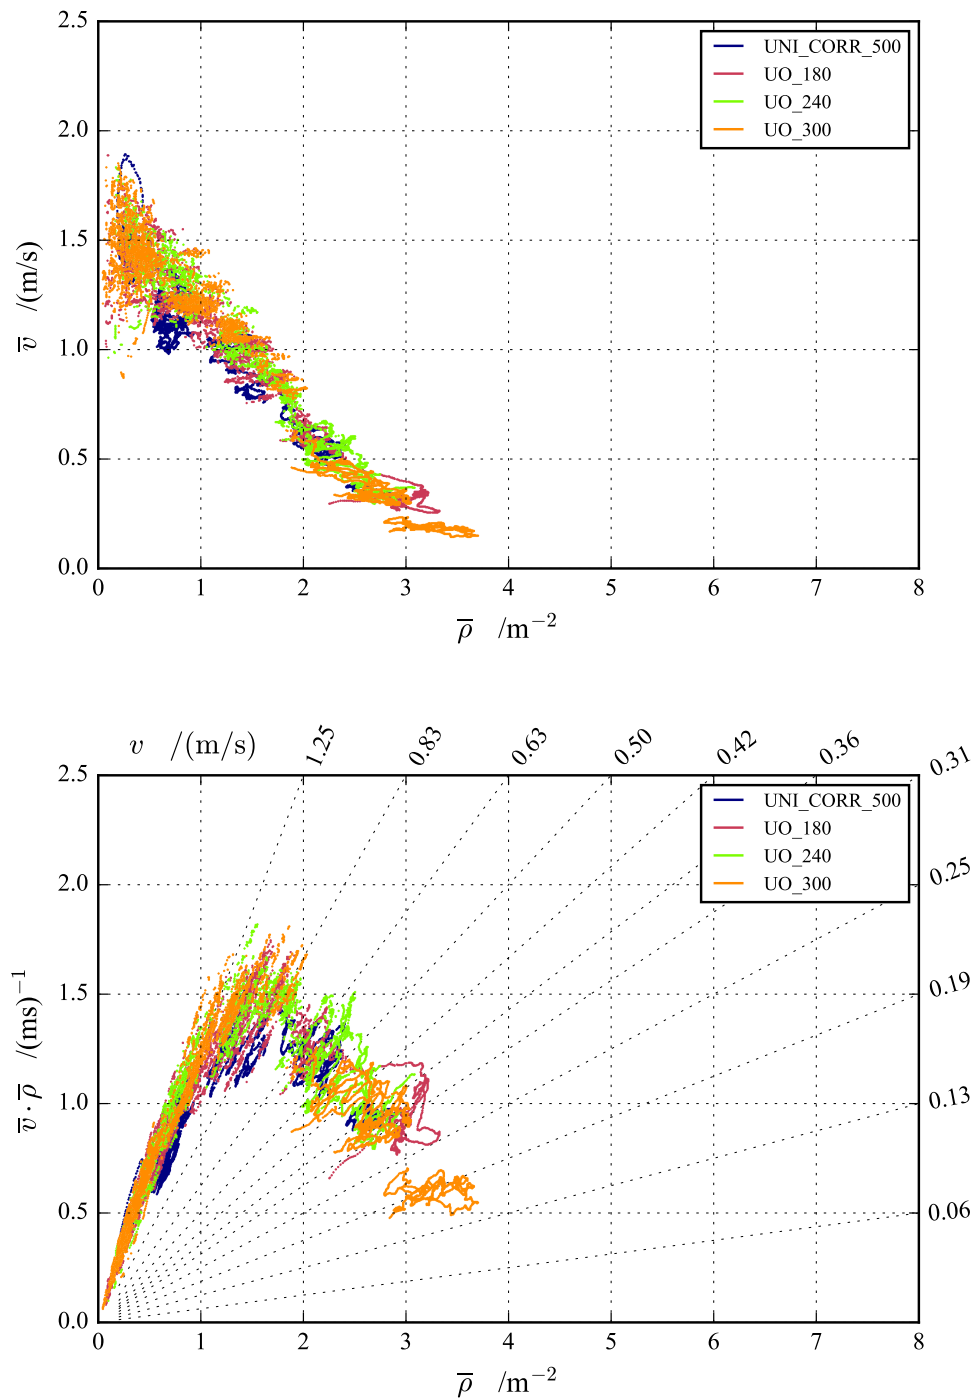 2.5
2.0
1.5
1.0
0.5
0.0
v̅ /(m/s)
UNI_CORR_500
UO_180
UO_240
UO_300
0 1 2 3 4 5 6 7 8
ρ̅ /m⁻²
v /(m/s) 1.25 0.83 0.63 0.50 0.42 0.36 0.31
0.25
0.19
0.13
0.06
2.5
2.0
1.5
1.0
0.5
0.0
v̅ · ρ̅ /(ms)⁻¹
UNI_CORR_500
UO_180
UO_240
UO_300
0 1 2 3 4 5 6 7 8
ρ̅ /m⁻²